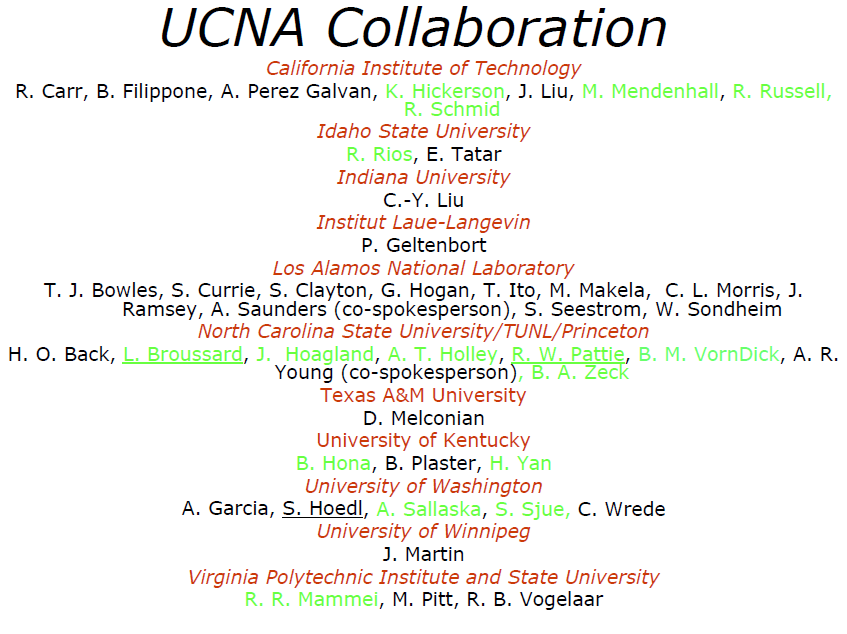 UCNA Collaboration
California Institute of Technology
R. Carr, B. Filippone, A. Perez Galvan, K. Hickerson, J. Liu, M. Mendenhall, R. Russell,
R. Schmid
Idaho State University
R. Rios, E. Tatar
Indiana University
C.-Y. Liu
Institut Laue-Langevin
P. Geltenbort
Los Alamos National Laboratory
T. J. Bowles, S. Currie, S. Clayton, G. Hogan, T. Ito, M. Makela, C. L. Morris, J.
Ramsey, A. Saunders (co-spokesperson), S. Seestrom, W. Sondheim
North Carolina State University/TUNL/Princeton
H. O. Back, L. Broussard, J. Hoagland, A. T. Holley, R. W. Pattie, B. M. VornDick, A. R.
Young (co-spokesperson), B. A. Zeck
Texas A&M University
D. Melconian
University of Kentucky
B. Hona, B. Plaster, H. Yan
University of Washington
A. Garcia, S. Hoedl, A. Sallaska, S. Sjue, C. Wrede
University of Winnipeg
J. Martin
Virginia Polytechnic Institute and State University
R. R. Mammei, M. Pitt, R. B. Vogelaar